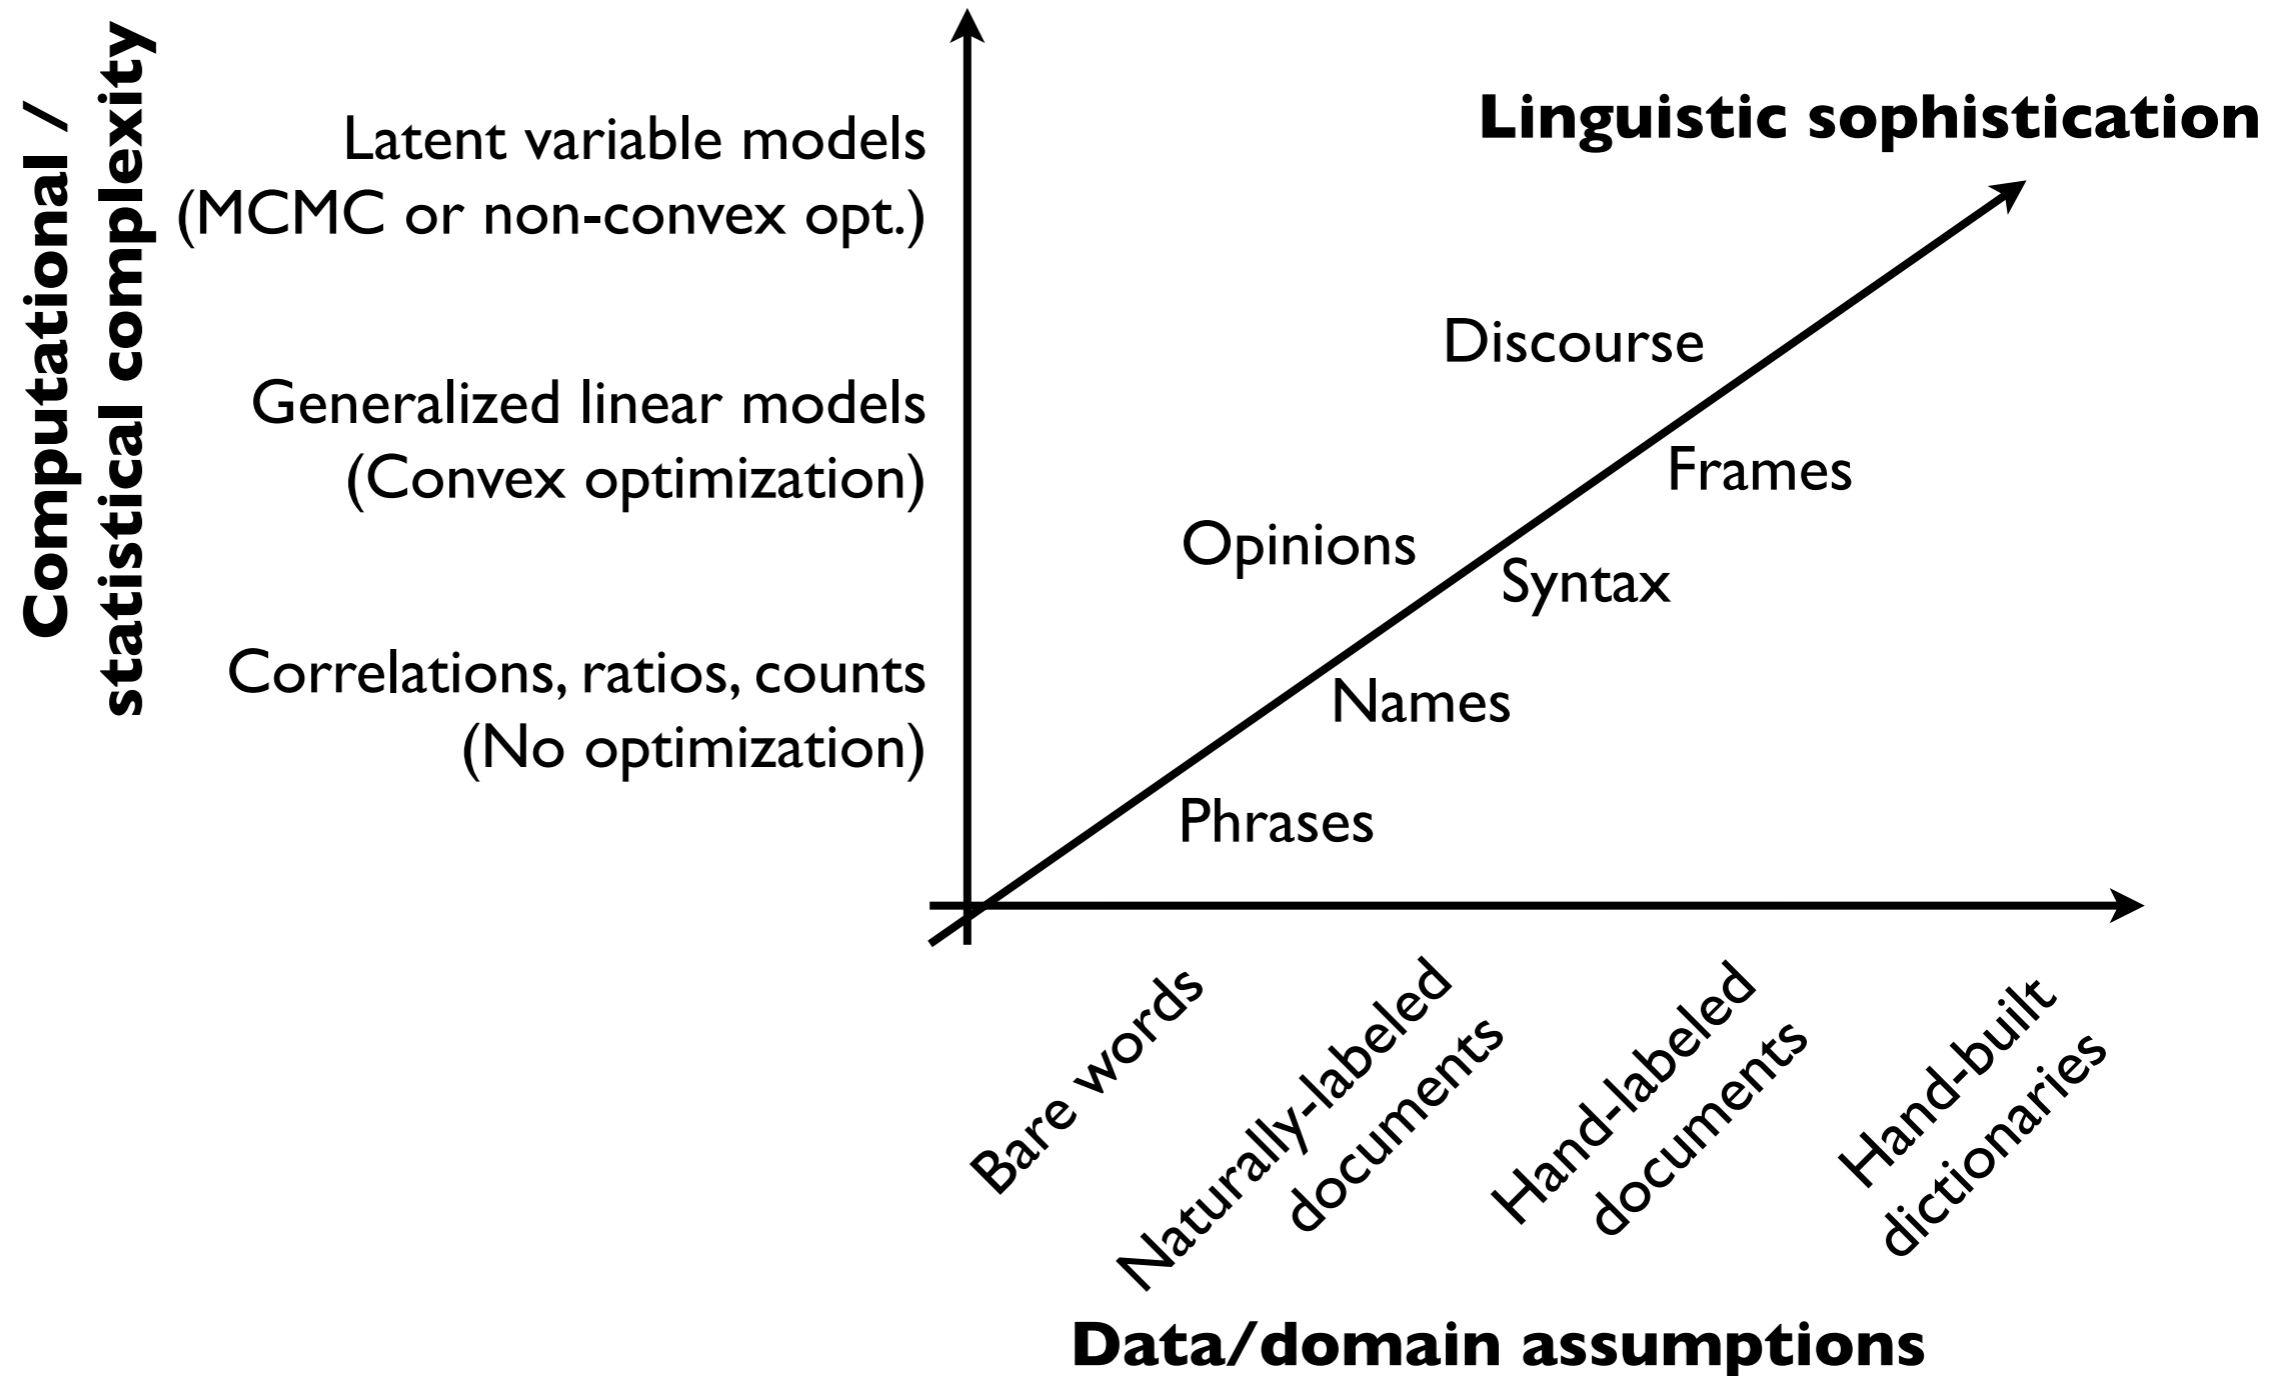 Computational /
statistical complexity
Latent variable models
(MCMC or non-convex opt.)
Generalized linear models
(Convex optimization)
Correlations, ratios, counts
(No optimization)
Linguistic sophistication
Discourse
Frames
Opinions
Syntax
Names
Phrases
Bare words
Naturally-labeled
documents
Hand-labeled
documents
Hand-built
dictionaries
Data/domain assumptions